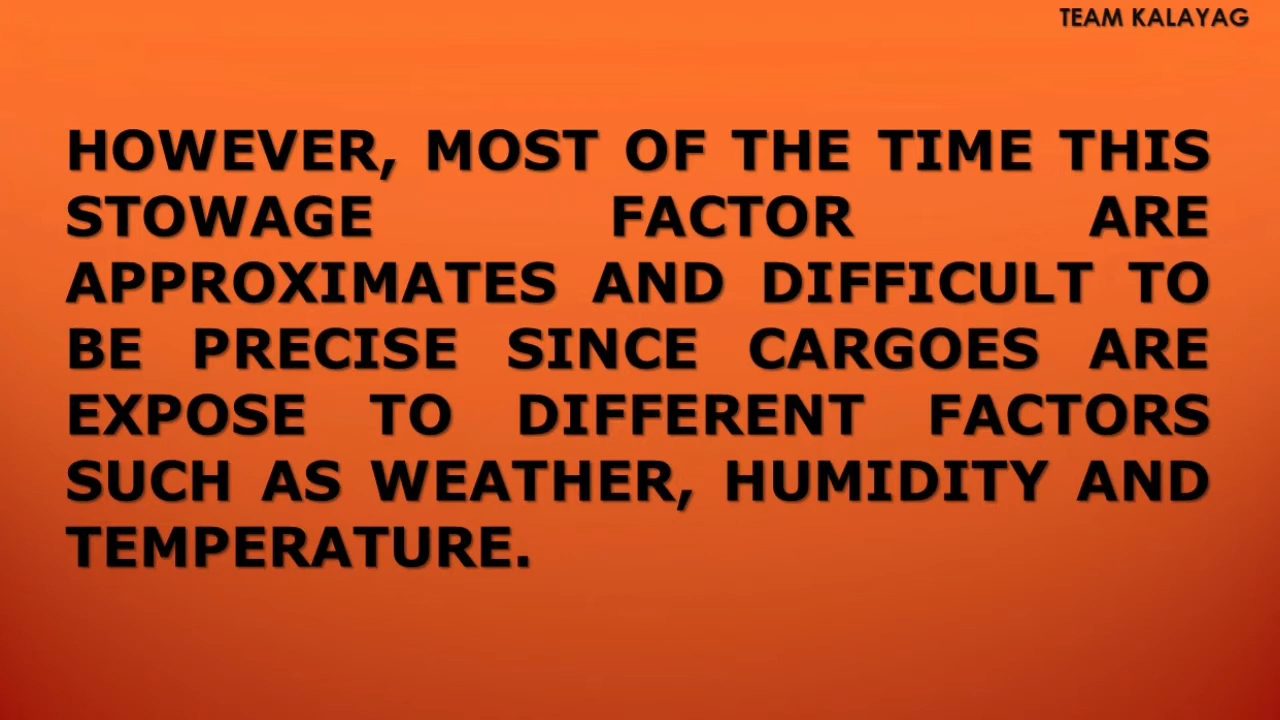 TEAM KALAYAG
HOWEVER, MOST OF THE TIME THIS
STOWAGE FACTOR ARE
APPROXIMATES AND DIFFICULT TO
BE PRECISE SINCE CARGOES ARE
EXPOSE TO DIFFERENT FACTORS
SUCH AS WEATHER, HUMIDITY AND
TEMPERATURE.